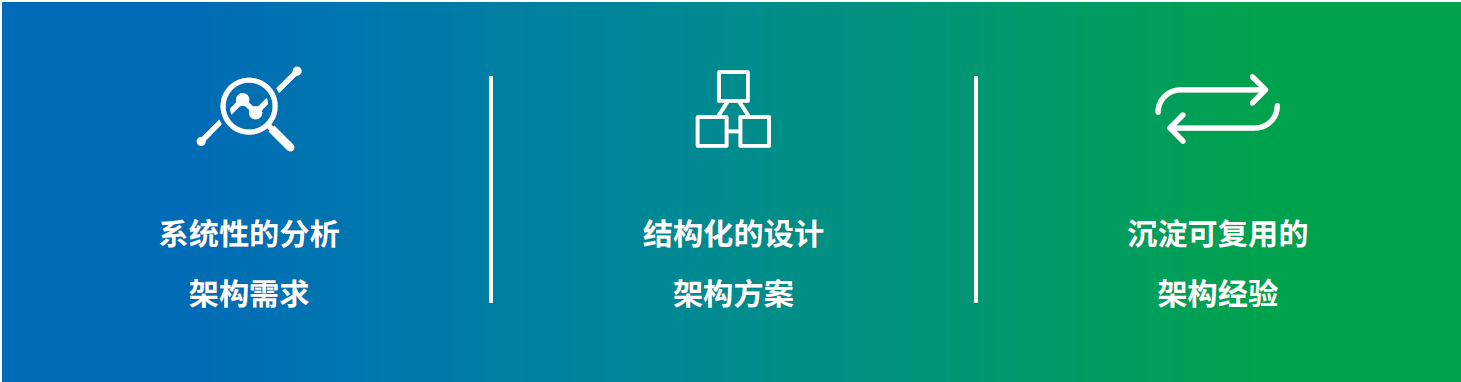 系统性的分析
架构需求
结构化的设计
架构方案
沉淀可复用的
架构经验